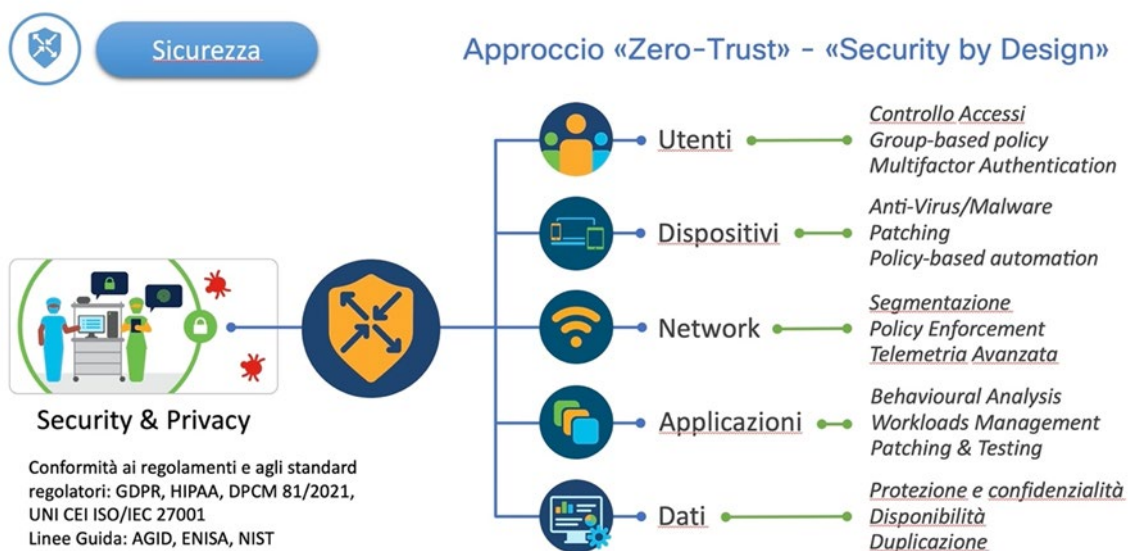 Sicurezza
Approccio «Zero-Trust» - «Security by Design»
Utenti
Controllo Accessi
Group-based policy
Multifactor Authentication
Dispositivi
Anti-Virus/Malware
Patching
Policy-based automation
Network
Segmentazione
Policy Enforcement
Telemetria Avanzata
Applicazioni
Behavioural Analysis
Workloads Management
Patching & Testing
Dati
Protezione e confidenzialità
Disponibilità
Duplicazione
Security & Privacy
Conformità ai regolamenti e agli standard
regolatori: GDPR, HIPAA, DPCM 81/2021,
UNI CEI ISO/IEC 27001
Linee Guida: AGID, ENISA, NIST